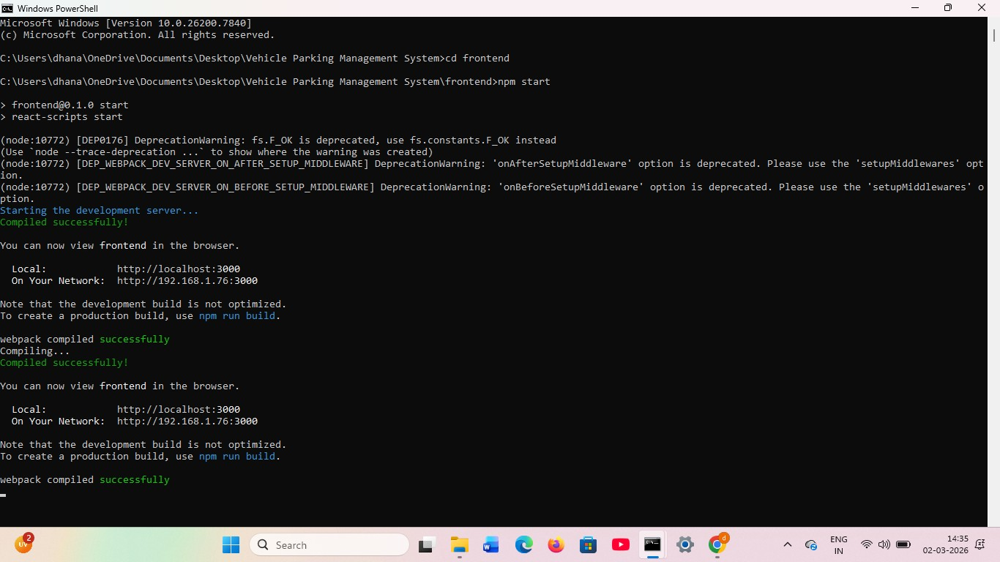 Windows PowerShell
Microsoft Windows [Version 10.0.26200.7840]
(c) Microsoft Corporation. All rights reserved.
C:\Users\dhana\OneDrive\Documents\Desktop\Vehicle Parking Management System>cd frontend
C:\Users\dhana\OneDrive\Documents\Desktop\Vehicle Parking Management System\frontend>npm start
> frontend@0.1.0 start
> react-scripts start
(node:10772) [DEP0176] DeprecationWarning: fs.F_OK is deprecated, use fs.constants.F_OK instead
(Use `node --trace-deprecation ...` to show where the warning was created)
(node:10772) [DEP_WEBPACK_DEV_SERVER_ON_AFTER_SETUP_MIDDLEWARE] DeprecationWarning: 'onAfterSetupMiddleware' option is deprecated. Please use the 'setupMiddlewares' opt
ion.
(node:10772) [DEP_WEBPACK_DEV_SERVER_ON_BEFORE_SETUP_MIDDLEWARE] DeprecationWarning: 'onBeforeSetupMiddleware' option is deprecated. Please use the 'setupMiddlewares' o
ption.
Starting the development server...
Compiled successfully!
You can now view frontend in the browser.
Local: http://localhost:3000
On Your Network: http://192.168.1.76:3000
Note that the development build is not optimized.
To create a production build, use npm run build.
webpack compiled successfully
Compiling...
Compiled successfully!
You can now view frontend in the browser.
Local: http://localhost:3000
On Your Network: http://192.168.1.76:3000
Note that the development build is not optimized.
To create a production build, use npm run build.
webpack compiled successfully
UV 2
Search
W
d
ENG
IN
14:35
02-03-2026